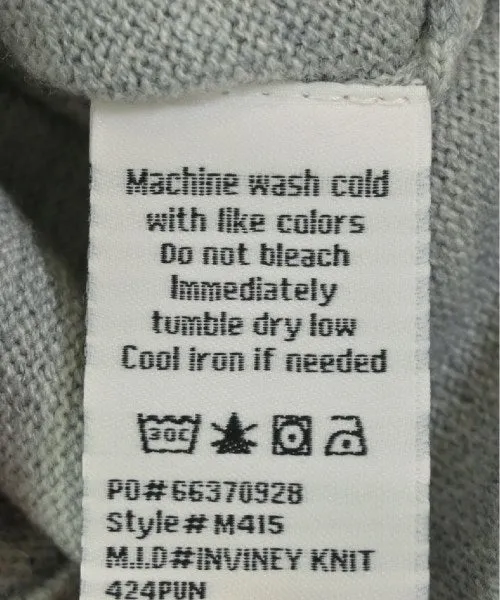 Machine wash cold
with like colors
Do not bleach
Immediately
tumble dry low
Cool iron if needed
30C
PO#66370928
Style#M415
M.I.D#INVINEY KNIT
424PUN